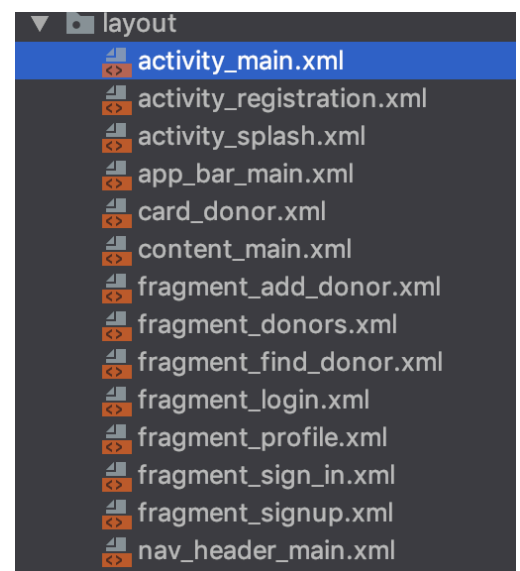 layout
activity_main.xml
activity_registration.xml
activity_splash.xml
app_bar_main.xml
card_donor.xml
content_main.xml
fragment_add_donor.xml
fragment_donors.xml
fragment_find_donor.xml
fragment_login.xml
fragment_profile.xml
fragment_sign_in.xml
fragment_signup.xml
nav_header_main.xml